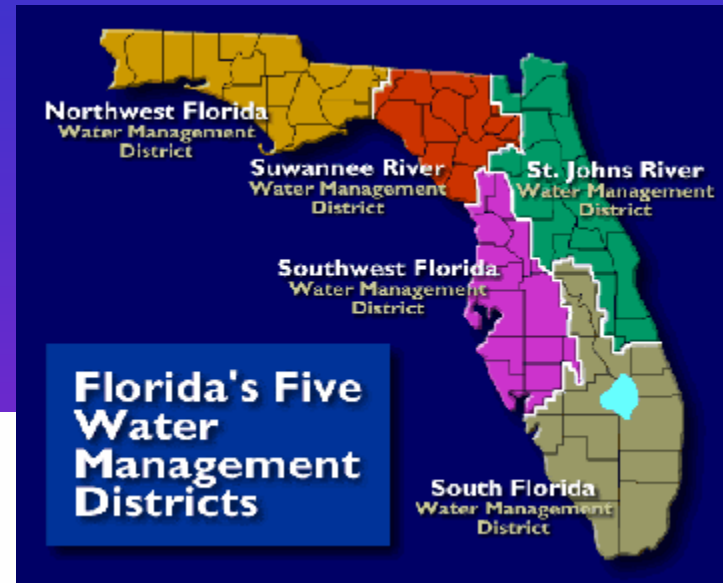 Northwest Florida
Water Management
District
Suwannee River
Water Management
District
St. Johns River
Water Management
District
Southwest Florida
Water Management
District
Florida's Five
Water
Management
Districts
South Florida
Water Management
District